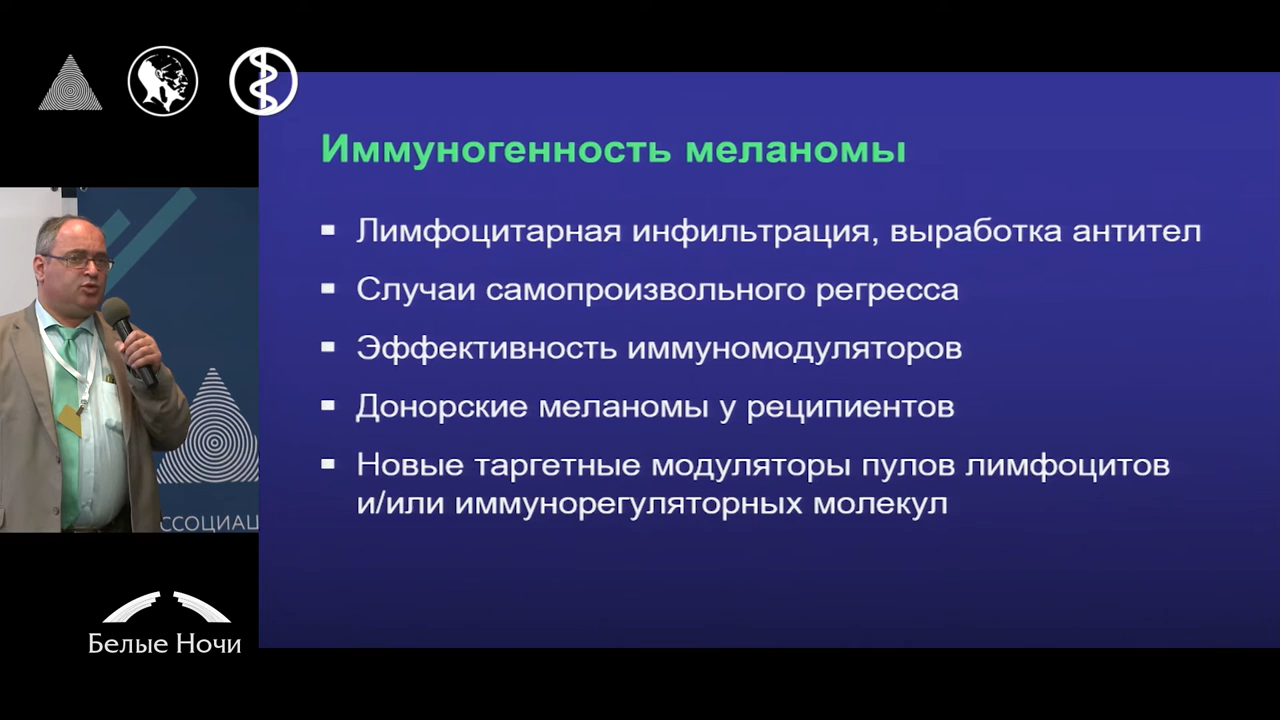 Иммуногенность меланомы
Лимфоцитарная инфильтрация, выработка антител
Случаи самопроизвольного регресса
Эффективность иммуномодуляторов
Донорские меланомы у реципиентов
Новые таргетные модуляторы пулов лимфоцитов
и/или иммунорегуляторных молекул
ССОЦИАЦ
Белые Ночи